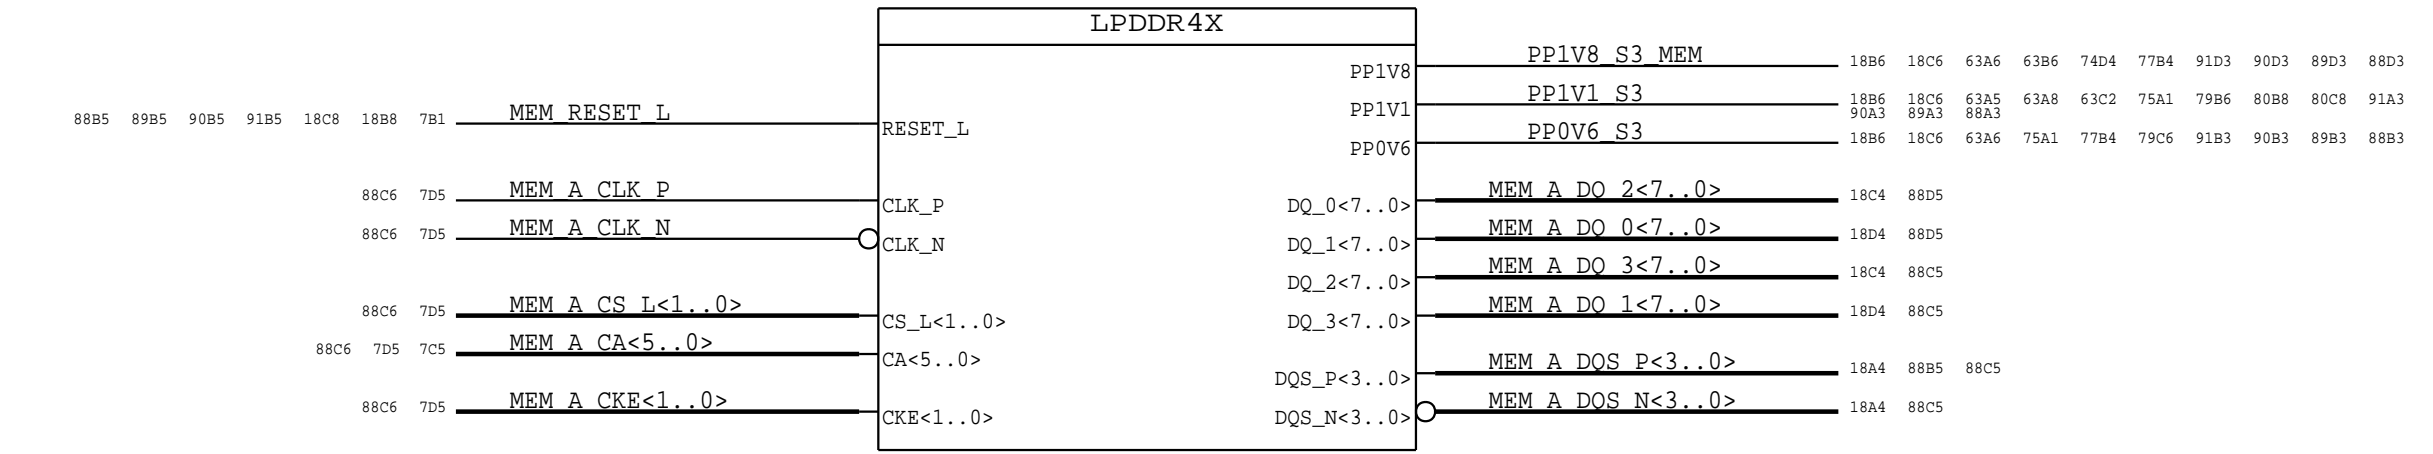 LPDDR4X
PP1V8_S3_MEM
PP1V8
18B6 18C6 63A6 63B6 74D4 77B4 91D3 90D3 89D3 88D3
PP1V1_S3
PP1V1
18B6 18C6 63A5 63A8 63C2 75A1 79B6 80B8 80C8 91A3
90A3 89A3 88A3
88B5 89B5 90B5 91B5 18C8 18B8 7B1 MEM_RESET_L
RESET_L
PP0V6_S3
PP0V6
18B6 18C6 63A6 75A1 77B4 79C6 91B3 90B3 89B3 88B3
88C6 7D5 MEM_A_CLK_P
CLK_P
DQ_0<7..0>
MEM_A_DQ_2<7..0> 18C4 88D5
88C6 7D5 MEM_A_CLK_N
CLK_N
DQ_1<7..0>
MEM_A_DQ_0<7..0> 18D4 88D5
DQ_2<7..0>
MEM_A_DQ_3<7..0> 18C4 88C5
88C6 7D5 MEM_A_CS_L<1..0>
CS_L<1..0>
DQ_3<7..0>
MEM_A_DQ_1<7..0> 18D4 88C5
88C6 7D5 7C5 MEM_A_CA<5..0>
CA<5..0>
DQS_P<3..0>
MEM_A_DQS_P<3..0> 18A4 88B5 88C5
88C6 7D5 MEM_A_CKE<1..0>
CKE<1..0>
DQS_N<3..0>
MEM_A_DQS_N<3..0> 18A4 88C5